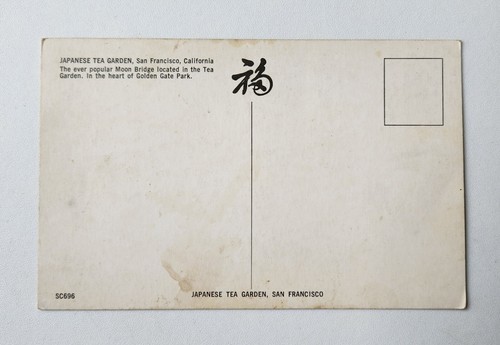 JAPANESE TEA GARDEN, San Francisco, California
The ever popular Moon Bridge located in the Tea
Garden. In the heart of Golden Gate Park.
福
SC696
JAPANESE TEA GARDEN, SAN FRANCISCO